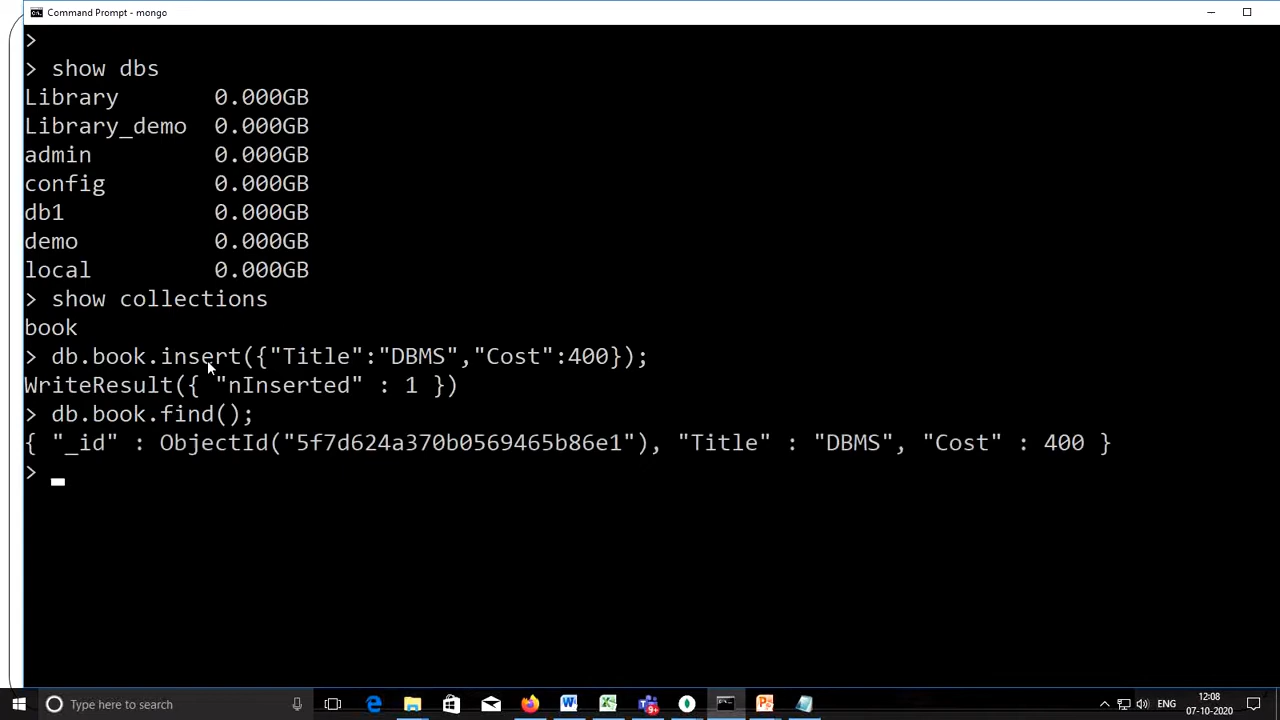 Command Prompt - mongo
>
> show dbs
Library 0.000GB
Library_demo 0.000GB
admin 0.000GB
config 0.000GB
db1 0.000GB
demo 0.000GB
local 0.000GB
> show collections
book
> db.book.insert({"Title":"DBMS","Cost":400});
WriteResult({ "nInserted" : 1 })
> db.book.find();
{ "_id" : ObjectId("5f7d624a370b0569465b86e1"), "Title" : "DBMS", "Cost" : 400 }
>
Type here to search
9+
ENG
12:08
07-10-2020